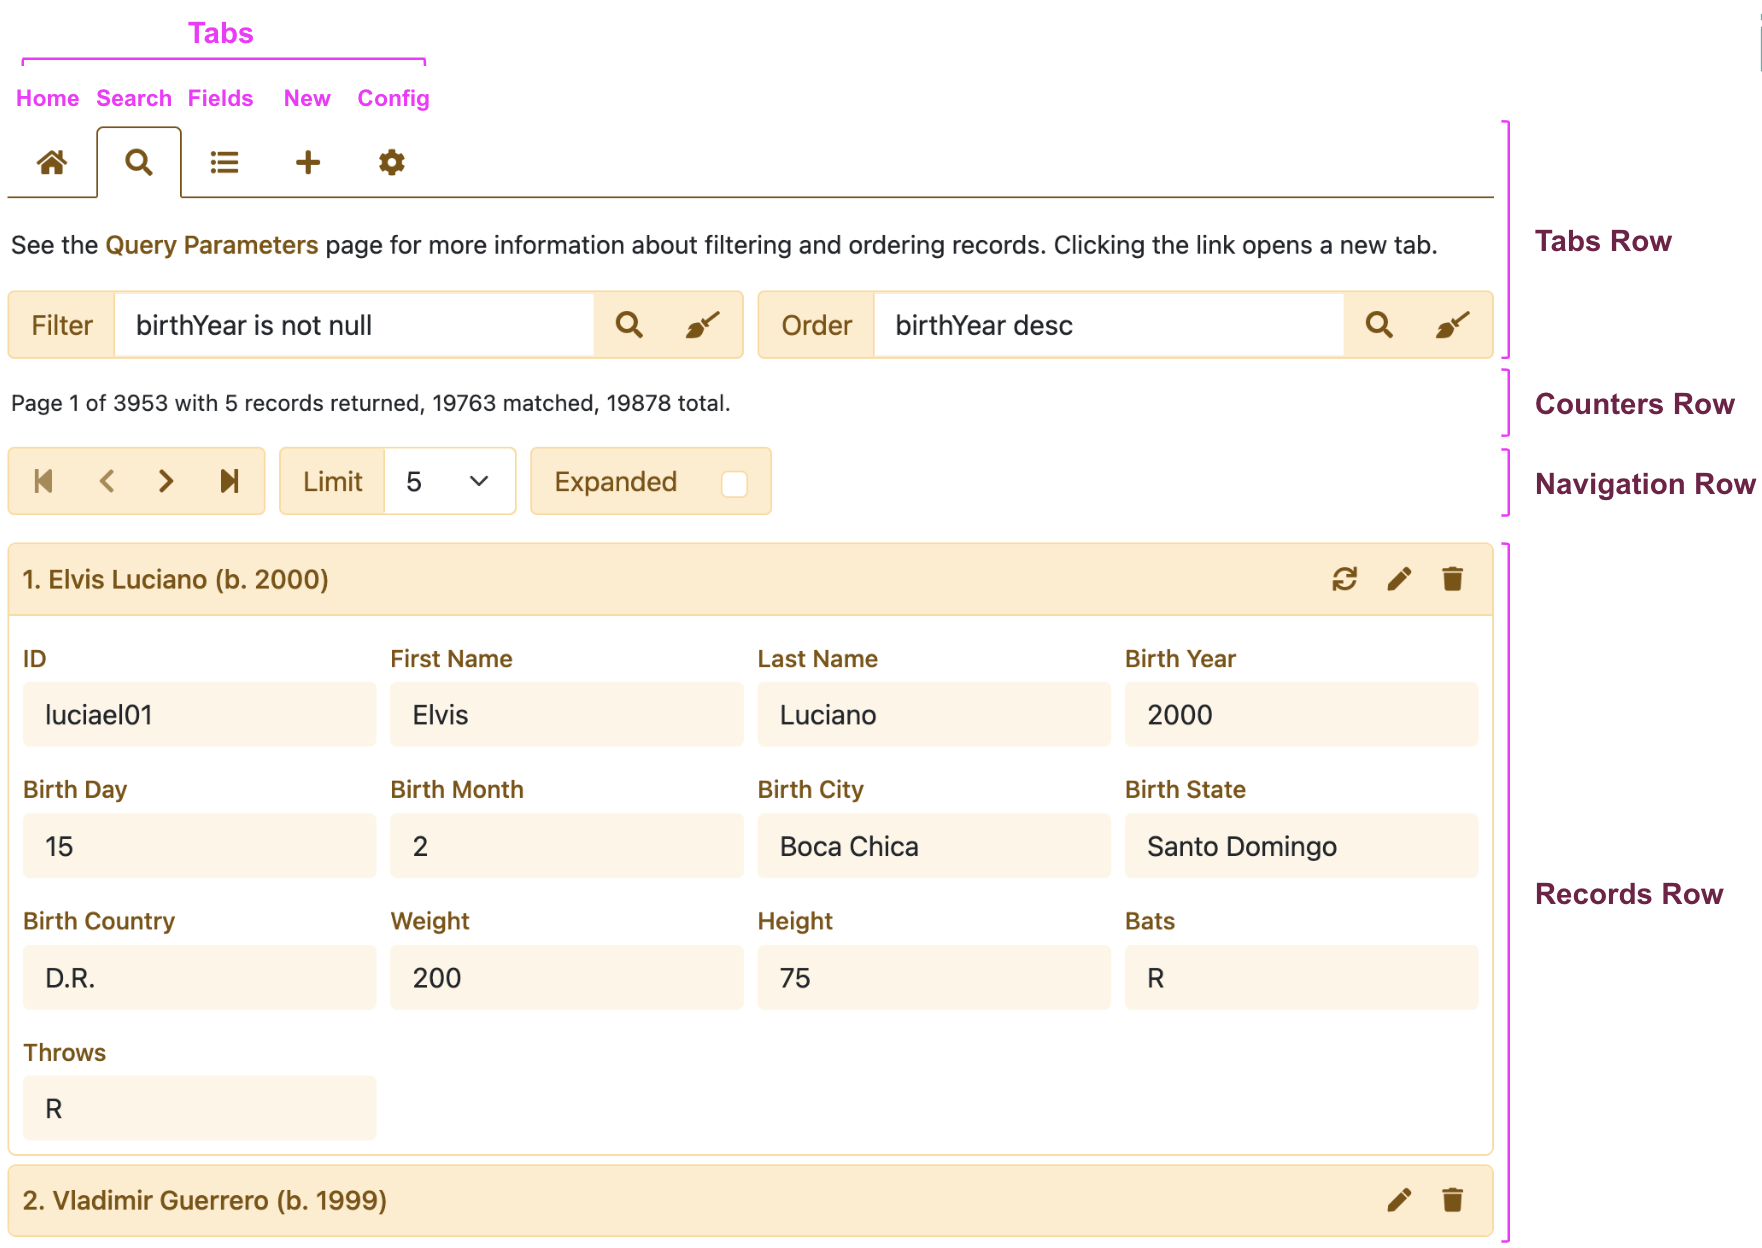 Tabs
Home Search Fields New Config
See the Query Parameters page for more information about filtering and ordering records. Clicking the link opens a new tab.
Tabs Row
Filter birthYear is not null Order birthYear desc
Page 1 of 3953 with 5 records returned, 19763 matched, 19878 total.
Counters Row
Limit 5 Expanded
Navigation Row
1. Elvis Luciano (b. 2000)
ID First Name Last Name Birth Year
luciael01 Elvis Luciano 2000
Birth Day Birth Month Birth City Birth State
15 2 Boca Chica Santo Domingo
Records Row
Birth Country Weight Height Bats
D.R. 200 75 R
Throws
R
2. Vladimir Guerrero (b. 1999)